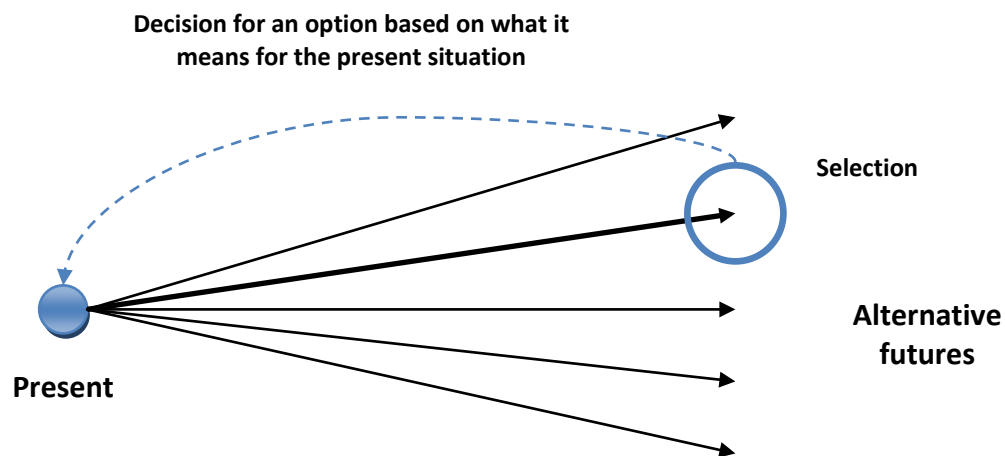 Decision for an option based on what it
means for the present situation
Selection
Alternative
futures
Present